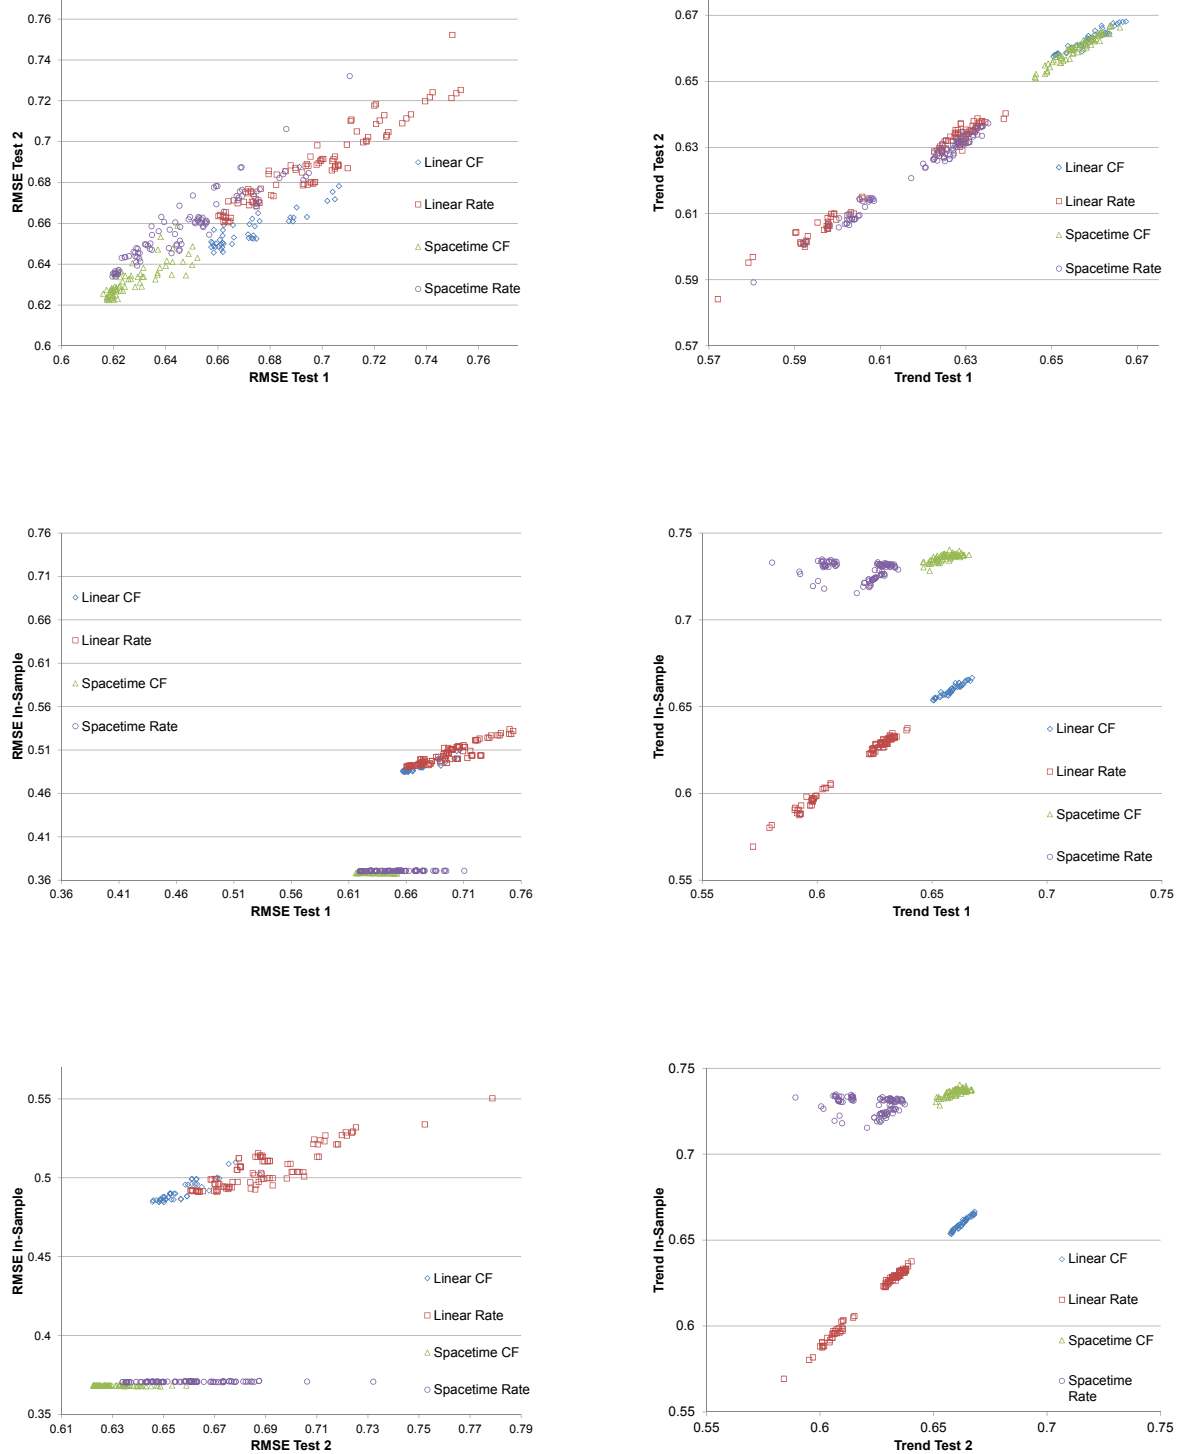 0.76
0.74
0.72
0.7
0.68
0.66
0.64
0.62
0.6
RMSE Test 2
0.6 0.62 0.64 0.66 0.68 0.7 0.72 0.74 0.76
RMSE Test 1
Linear CF
Linear Rate
Spacetime CF
Spacetime Rate
0.67
0.65
0.63
0.61
0.59
0.57
Trend Test 2
0.57 0.59 0.61 0.63 0.65 0.67
Trend Test 1
Linear CF
Linear Rate
Spacetime CF
Spacetime Rate
0.76
0.71
0.66
0.61
0.56
0.51
0.46
0.41
0.36
RMSE In-Sample
0.36 0.41 0.46 0.51 0.56 0.61 0.66 0.71 0.76
RMSE Test 1
Linear CF
Linear Rate
Spacetime CF
Spacetime Rate
0.75
0.7
0.65
0.6
0.55
Trend In-Sample
0.55 0.6 0.65 0.7 0.75
Trend Test 1
Linear CF
Linear Rate
Spacetime CF
Spacetime Rate
0.55
0.5
0.45
0.4
0.35
RMSE In-Sample
0.61 0.63 0.65 0.67 0.69 0.71 0.73 0.75 0.77 0.79
RMSE Test 2
Linear CF
Linear Rate
Spacetime CF
Spacetime Rate
0.75
0.7
0.65
0.6
0.55
Trend In-Sample
0.55 0.6 0.65 0.7 0.75
Trend Test 2
Linear CF
Linear Rate
Spacetime CF
Spacetime
Rate